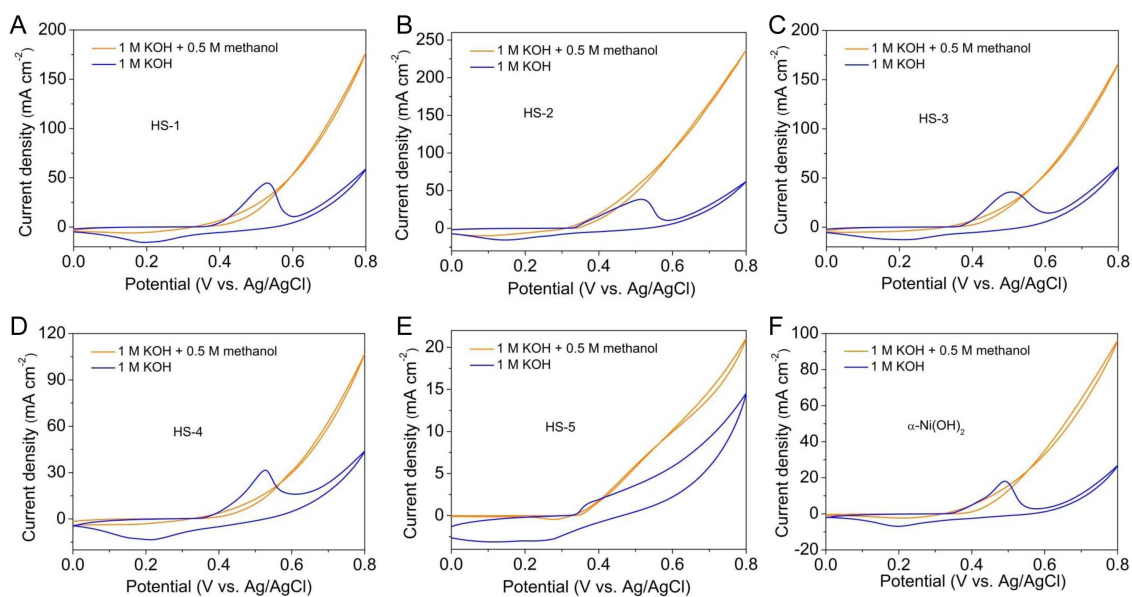 A
200
150
100
50
0
Current density (mA cm⁻²)
1 M KOH + 0.5 M methanol
1 M KOH
HS-1
0.0 0.2 0.4 0.6 0.8
Potential (V vs. Ag/AgCl)
B
250
200
150
100
50
0
Current density (mA cm⁻²)
1 M KOH + 0.5 M methanol
1 M KOH
HS-2
0.0 0.2 0.4 0.6 0.8
Potential (V vs. Ag/AgCl)
C
200
150
100
50
0
Current density (mA cm⁻²)
1 M KOH + 0.5 M methanol
1 M KOH
HS-3
0.0 0.2 0.4 0.6 0.8
Potential (V vs. Ag/AgCl)
D
120
90
60
30
0
Current density (mA cm⁻²)
1 M KOH + 0.5 M methanol
1 M KOH
HS-4
0.0 0.2 0.4 0.6 0.8
Potential (V vs. Ag/AgCl)
E
20
15
10
5
0
Current density (mA cm⁻²)
1 M KOH + 0.5 M methanol
1 M KOH
HS-5
0.0 0.2 0.4 0.6 0.8
Potential (V vs. Ag/AgCl)
F
100
80
60
40
20
0
-20
Current density (mA cm⁻²)
1 M KOH + 0.5 M methanol
1 M KOH
α-Ni(OH)₂
0.0 0.2 0.4 0.6 0.8
Potential (V vs. Ag/AgCl)